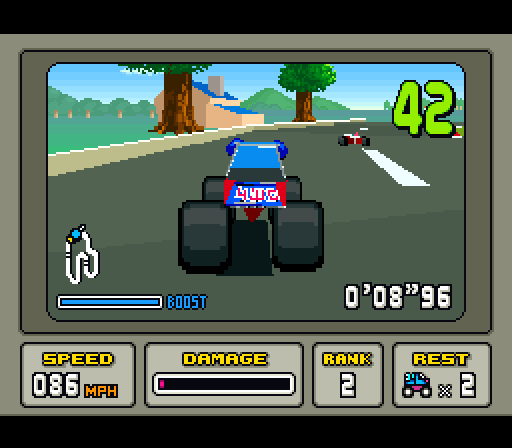 42
BOOST
0'08"96
SPEED
086 MPH
DAMAGE
RANK
2
REST
x 2